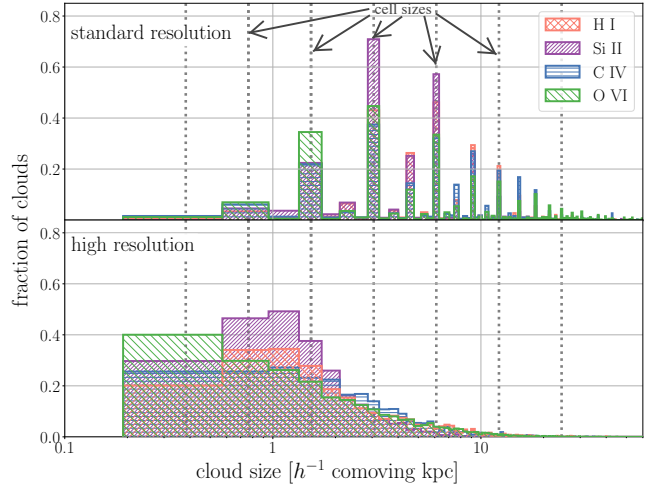 0.8
0.6
0.4
0.2
standard resolution
cell sizes
H I
Si II
C IV
O VI
fraction of clouds
0.8
0.6
0.4
0.2
0.0
high resolution
0.1
1
10
cloud size [h⁻¹ comoving kpc]